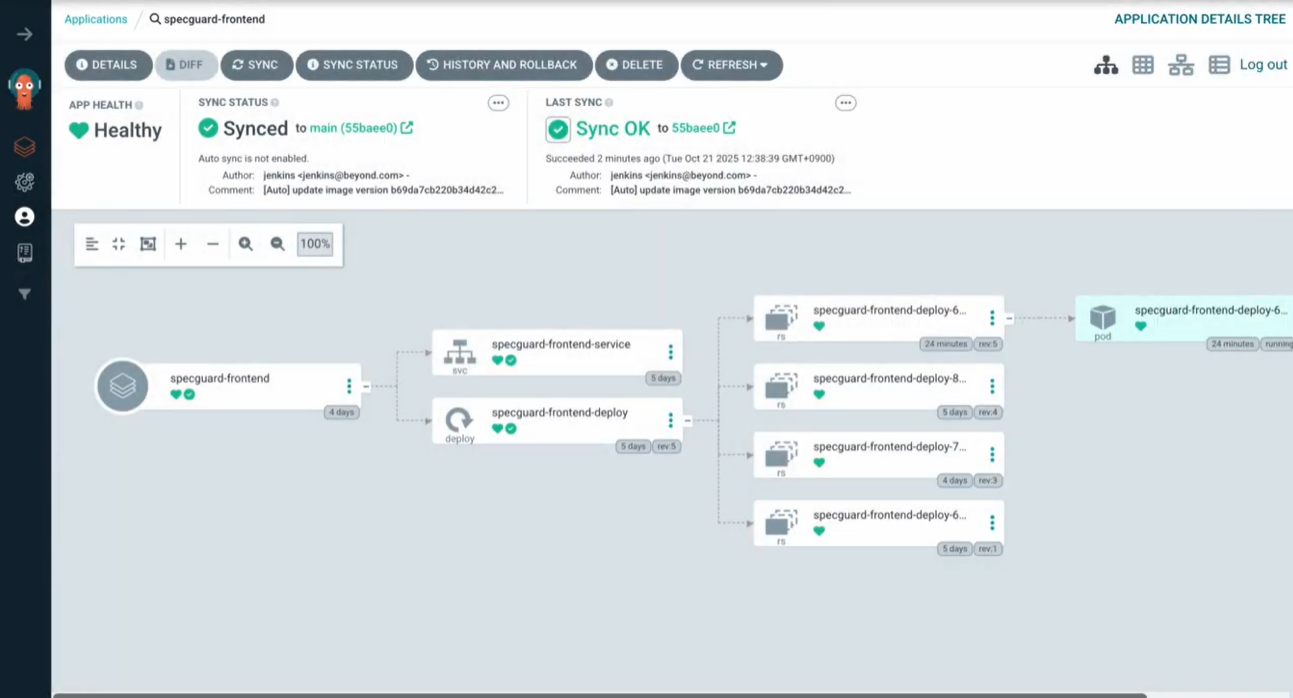 Applications / specguard-frontend
APPLICATION DETAILS TREE
DETAILS DIFF SYNC SYNC STATUS HISTORY AND ROLLBACK DELETE REFRESH
Log out
APP HEALTH
Healthy
SYNC STATUS
Synced to main (55baee0)
Auto sync is not enabled.
Author: jenkins <jenkins@beyond.com> -
Comment: [Auto] update image version b69da7cb220b34d42c2...
LAST SYNC
Sync OK to 55baee0
Succeeded 2 minutes ago (Tue Oct 21 2025 12:38:39 GMT+0900)
Author: jenkins <jenkins@beyond.com> -
Comment: [Auto] update image version b69da7cb220b34d42c2...
100%
specguard-frontend
4 days
specguard-frontend-service
svc
5 days
specguard-frontend-deploy
deploy
5 days rev:5
specguard-frontend-deploy-6...
rs
24 minutes rev:5
specguard-frontend-deploy-8...
rs
5 days rev:4
specguard-frontend-deploy-7...
rs
4 days rev:3
specguard-frontend-deploy-6...
rs
5 days rev:1
specguard-frontend-deploy-6...
pod
24 minutes running